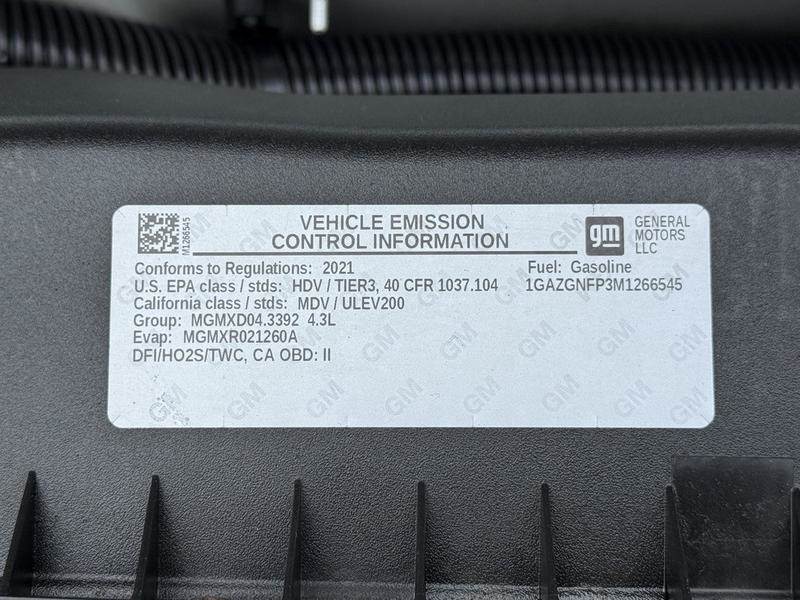 M1266545
VEHICLE EMISSION
CONTROL INFORMATION
gm
GENERAL
MOTORS
LLC
Conforms to Regulations: 2021
Fuel: Gasoline
U.S. EPA class / stds: HDV / TIER3, 40 CFR 1037.104
1GAZGNFP3M1266545
California class / stds: MDV / ULEV200
Group: MGMXD04.3392 4.3L
Evap: MGMXR021260A
DFI/HO2S/TWC, CA OBD: II